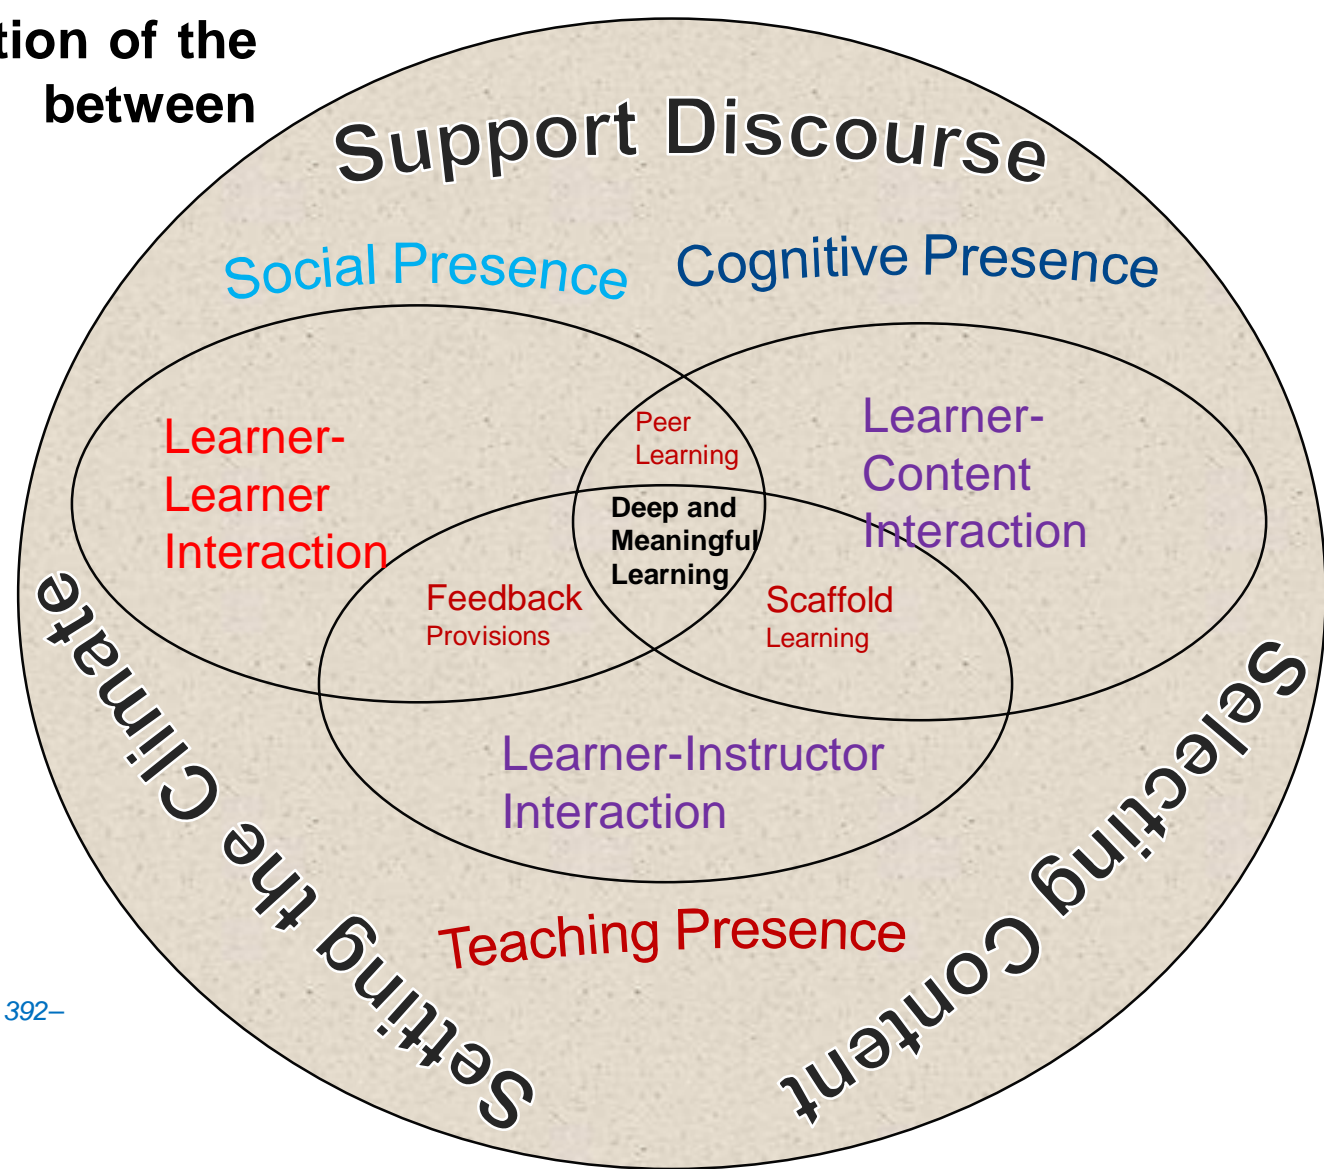 tion of the
between
Support Discourse
Social Presence
Cognitive Presence
Learner-
Learner
Interaction
Peer
Learning
Learner-
Content
Interaction
Deep and
Meaningful
Learning
Feedback
Provisions
Scaffold
Learning
Learner-Instructor
Interaction
Teaching Presence
Setting the Climate
Selecting Content
392–